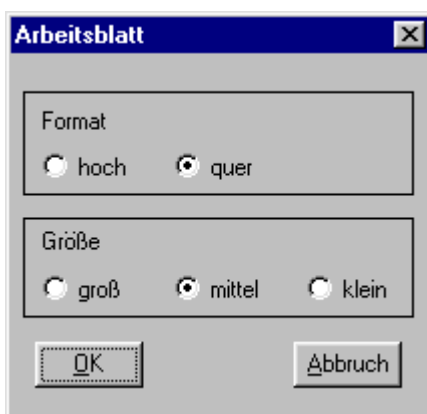 Arbeitsblatt
Format
hoch quer
Größe
groß mittel klein
OK Abbruch